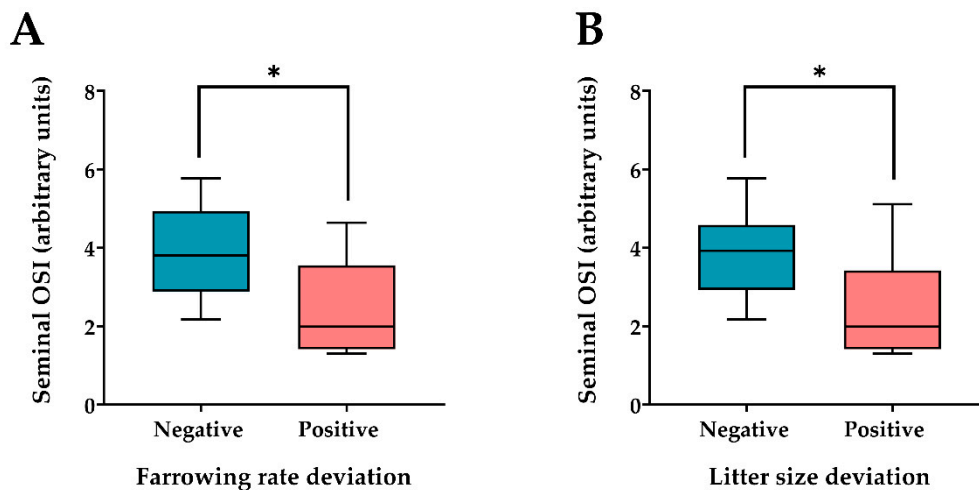 A
Seminal OSI (arbitrary units)
8
6
4
2
0
*
Negative
Positive
Farrowing rate deviation
B
Seminal OSI (arbitrary units)
8
6
4
2
0
*
Negative
Positive
Litter size deviation